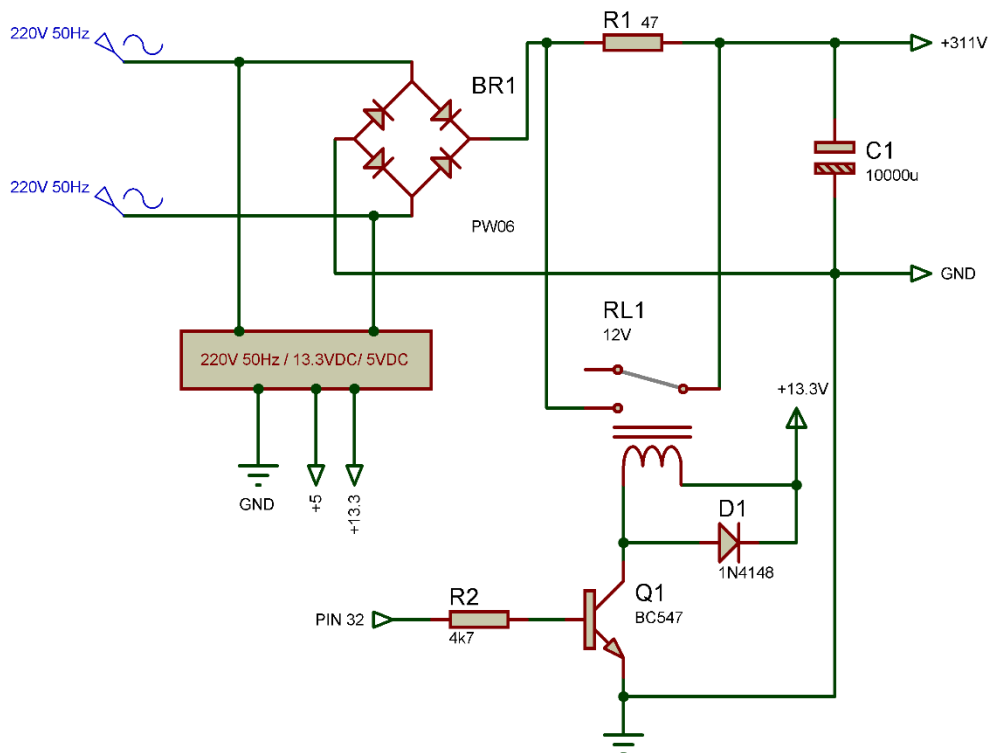 R1 47
220V 50Hz
+311V
BR1
C1
10000u
220V 50Hz
PW06
GND
RL1
12V
220V 50Hz / 13.3VDC/ 5VDC
+13.3V
GND
+5
+13.3
D1
1N4148
R2
Q1
PIN 32
BC547
4k7